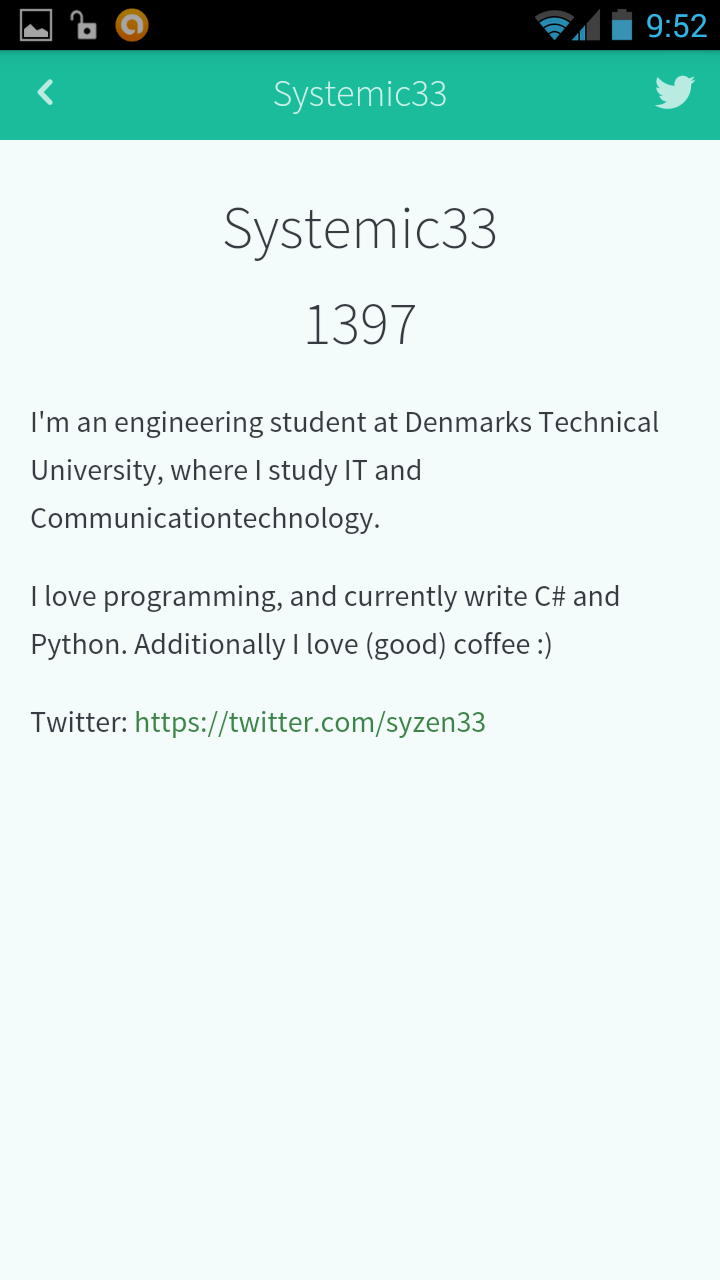 9:52
Systemic33
Systemic33
1397
I'm an engineering student at Denmarks Technical
University, where I study IT and
Communicationtechnology.
I love programming, and currently write C# and
Python. Additionally I love (good) coffee :)
Twitter: https://twitter.com/syzen33